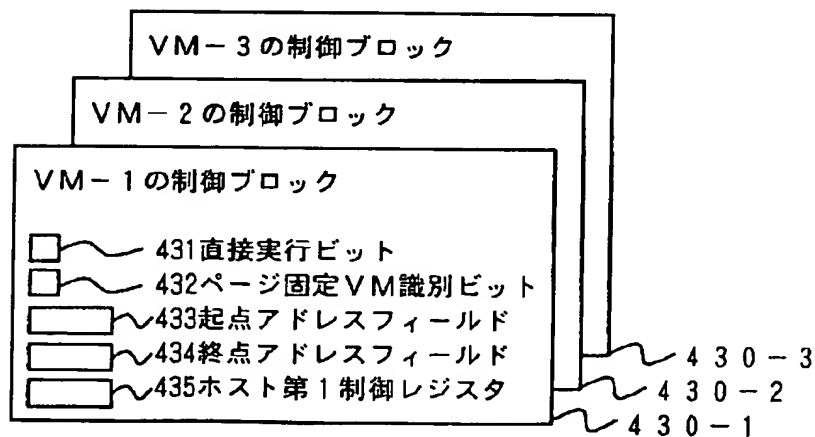 VM-3の制御ブロック
VM-2の制御ブロック
VM-1の制御ブロック
431直接実行ビット
432ページ固定VM識別ビット
433起点アドレスフィールド
434終点アドレスフィールド
435ホスト第1制御レジスタ
430-3
430-2
430-1